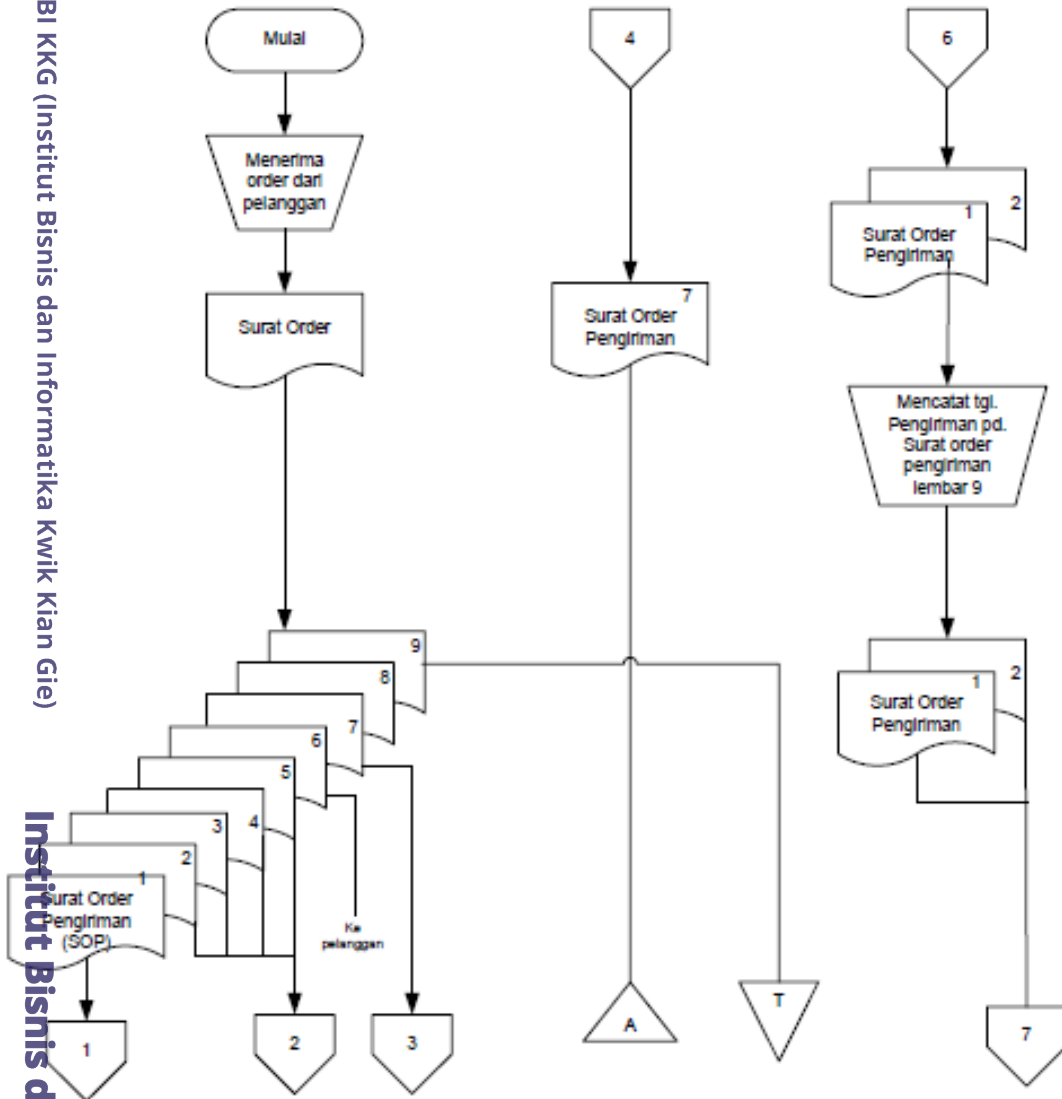 BI KKG (Institut Bisnis dan Informatika Kwik Kian Gie)
Institut Bisnis d
Mulai
Menerima
order dari
pelanggan
Surat Order
9
8
7
6
5
4
3
2
1
Surat Order
Pengiriman
(SOP)
Ke
pelanggan
1
2
3
4
7
Surat Order
Pengiriman
A
T
6
2
1
Surat Order
Pengiriman
Mencatat tgl.
Pengiriman pd.
Surat order
pengiriman
lembar 9
2
1
Surat Order
Pengiriman
7